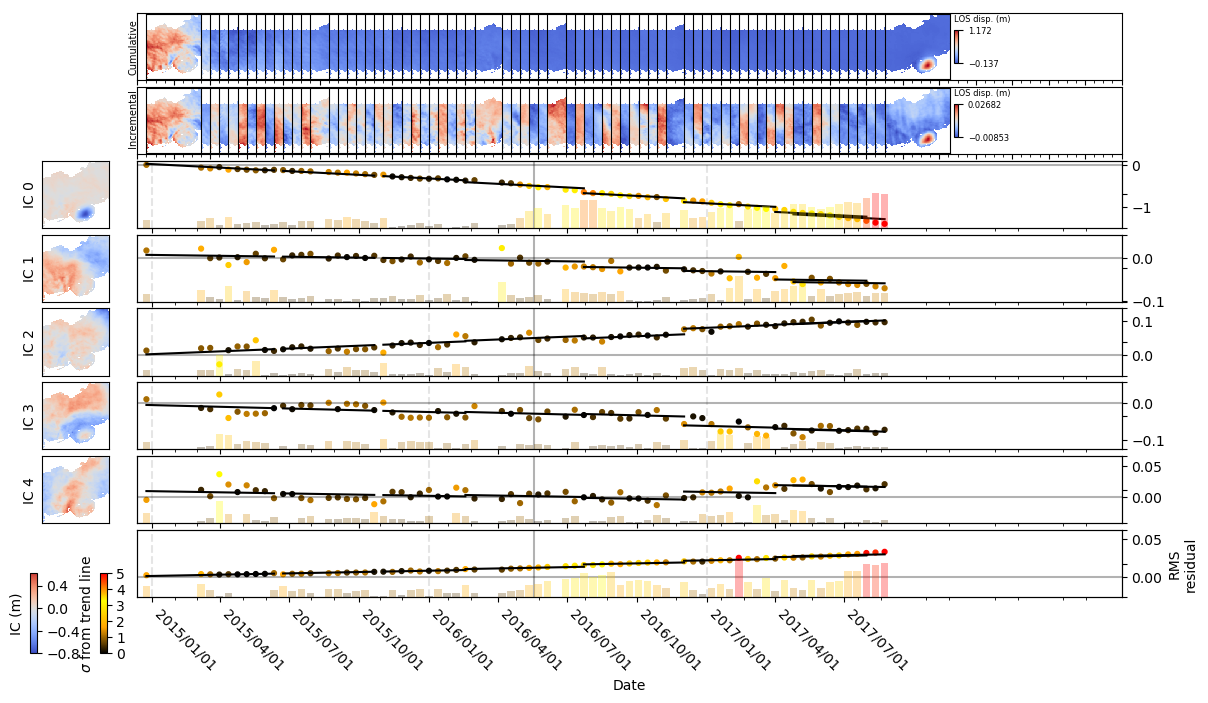 Cumulative
LOS disp. (m)
1.172
−0.137
Incremental
LOS disp. (m)
0.02682
−0.00853
IC 0
0
−1
IC 1
0.0
−0.1
IC 2
0.1
0.0
IC 3
0.0
−0.1
IC 4
0.05
0.00
0.05
0.00
RMS
residual
IC (m)
0.4
0.0
−0.4
−0.8
σ from trend line
5
4
3
2
1
0
2015/01/01
2015/04/01
2015/07/01
2015/10/01
2016/01/01
2016/04/01
2016/07/01
2016/10/01
2017/01/01
2017/04/01
2017/07/01
Date